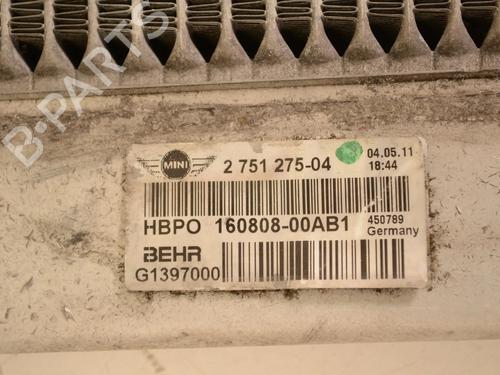 B-PARTS
MINI
2 751 275-04
04.05.11
18:44
HBPO 160808-00AB1
450789
Germany
BEHR
G1397000